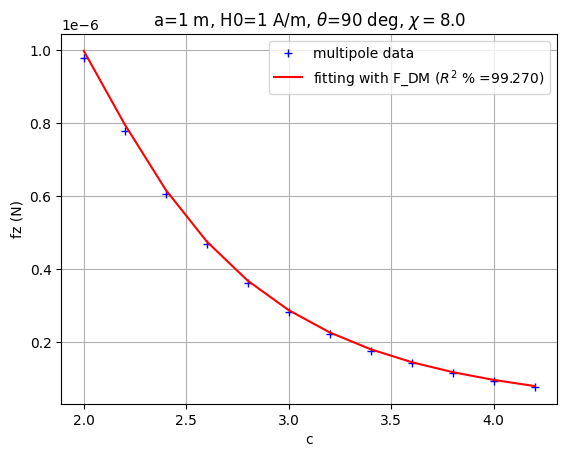 a=1 m, H0=1 A/m, θ=90 deg, χ = 8.0
1e−6
multipole data
fitting with F_DM (R² % =99.270)
1.0
0.8
0.6
0.4
0.2
fz (N)
2.0 2.5 3.0 3.5 4.0
c